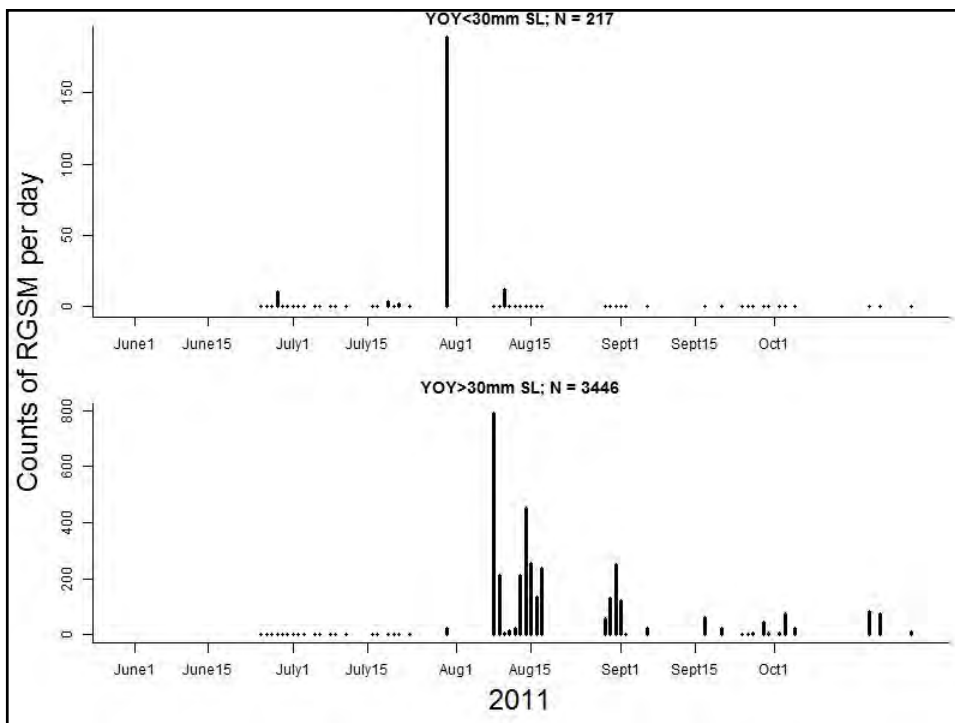 YOY<30mm SL; N = 217
150
100
50
0
June1 June15 July1 July15 Aug1 Aug15 Sept1 Sept15 Oct1
Counts of RGSM per day
YOY>30mm SL; N = 3446
800
600
400
200
0
June1 June15 July1 July15 Aug1 Aug15 Sept1 Sept15 Oct1
2011